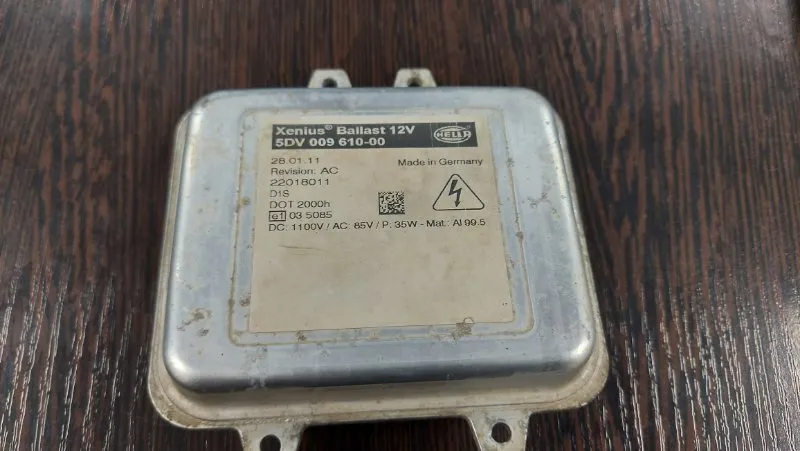 Xenius® Ballast 12V
5DV 009 610-00
HELLA
28.01.11
Made in Germany
Revision: AC
22018011
D1S
DOT 2000h
e1 03 5085
DC: 1100V / AC: 85V / P: 35W - Mat.: Al 99.5